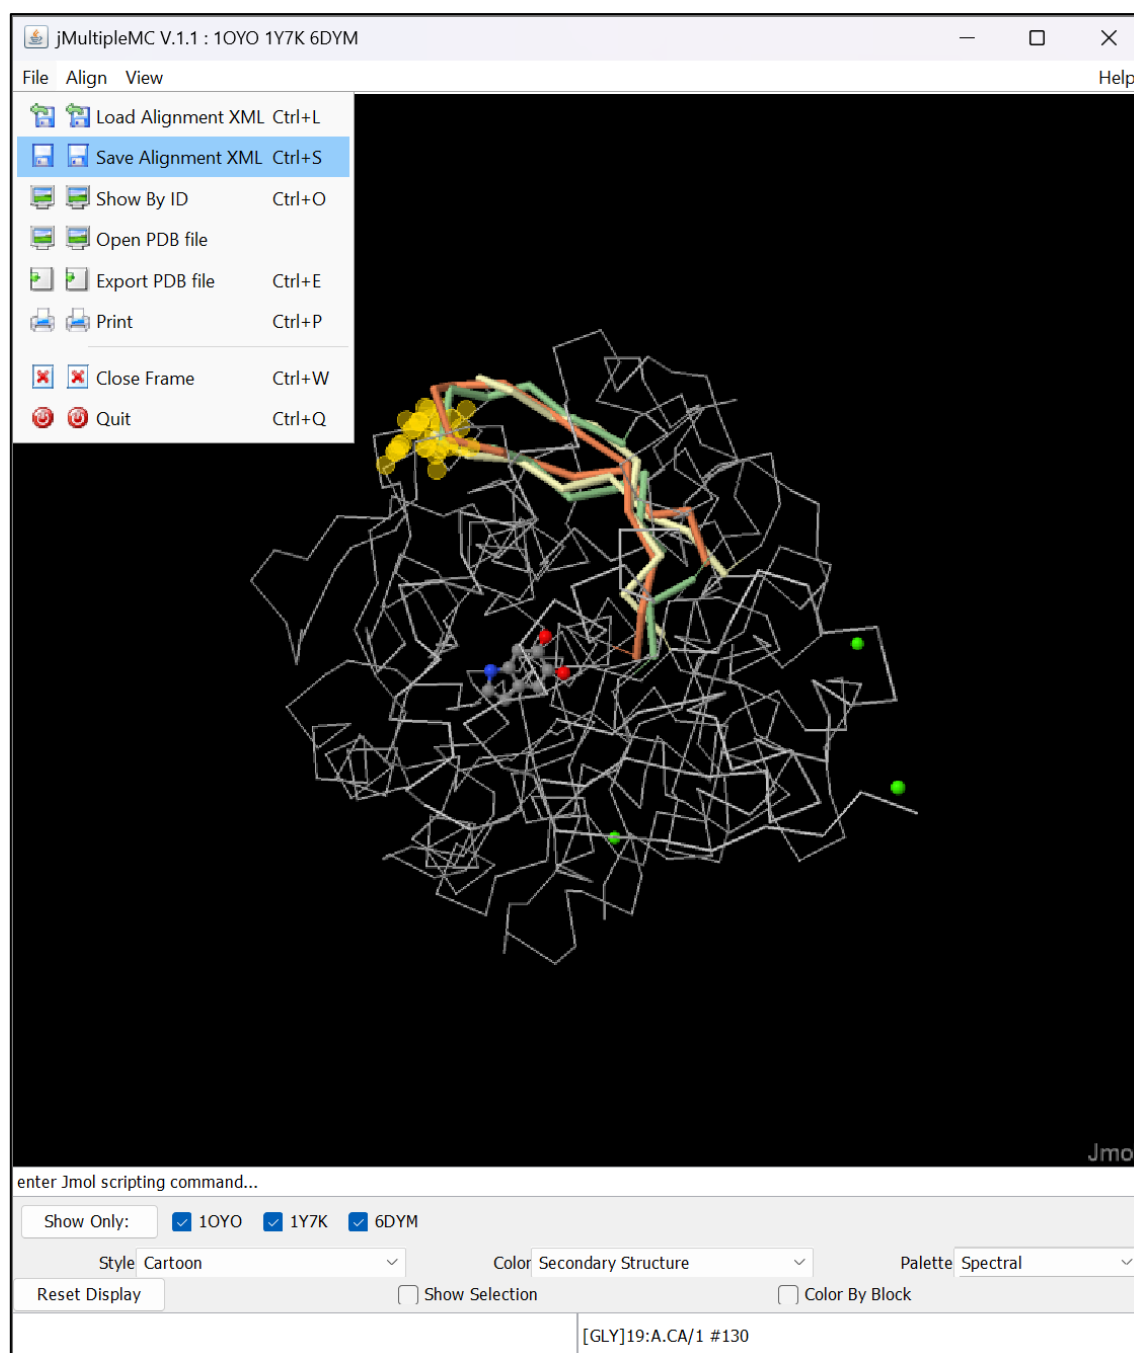 jMultipleMC V.1.1 : 1OYO 1Y7K 6DYM
File Align View Help
Load Alignment XML Ctrl+L
Save Alignment XML Ctrl+S
Show By ID Ctrl+O
Open PDB file
Export PDB file Ctrl+E
Print Ctrl+P
Close Frame Ctrl+W
Quit Ctrl+Q
Jmo
enter Jmol scripting command...
Show Only: 1OYO 1Y7K 6DYM
Style Cartoon Color Secondary Structure Palette Spectral
Reset Display Show Selection Color By Block
[GLY]19:A.CA/1 #130